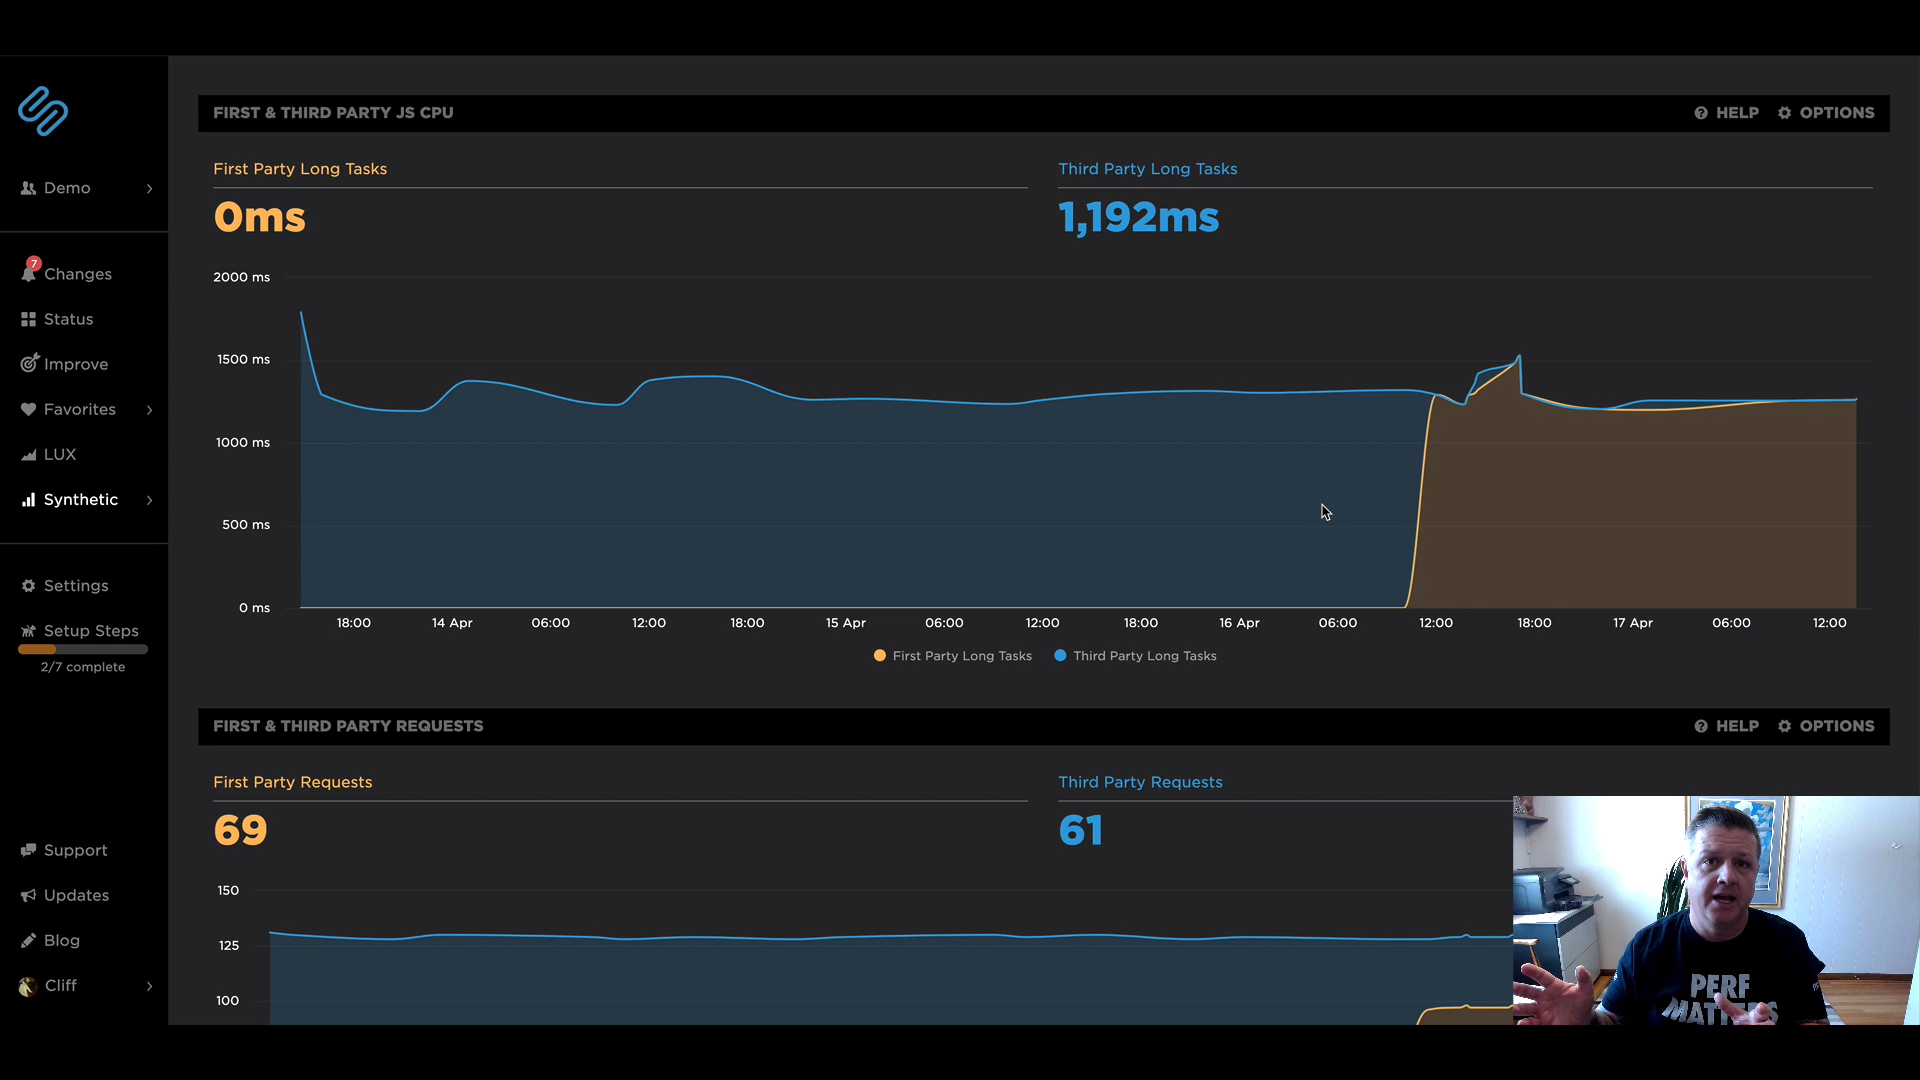 FIRST & THIRD PARTY JS CPU
HELP
OPTIONS
First Party Long Tasks
0ms
Third Party Long Tasks
1,192ms
2000 ms
1500 ms
1000 ms
500 ms
0 ms
18:00 14 Apr 06:00 12:00 18:00 15 Apr 06:00 12:00 18:00 16 Apr 06:00 12:00 18:00 17 Apr 06:00 12:00
First Party Long Tasks Third Party Long Tasks
FIRST & THIRD PARTY REQUESTS
HELP
OPTIONS
First Party Requests
69
Third Party Requests
61
150
125
100
Demo
7
Changes
Status
Improve
Favorites
LUX
Synthetic
Settings
Setup Steps
2/7 complete
Support
Updates
Blog
Cliff
PERF
MATTERS